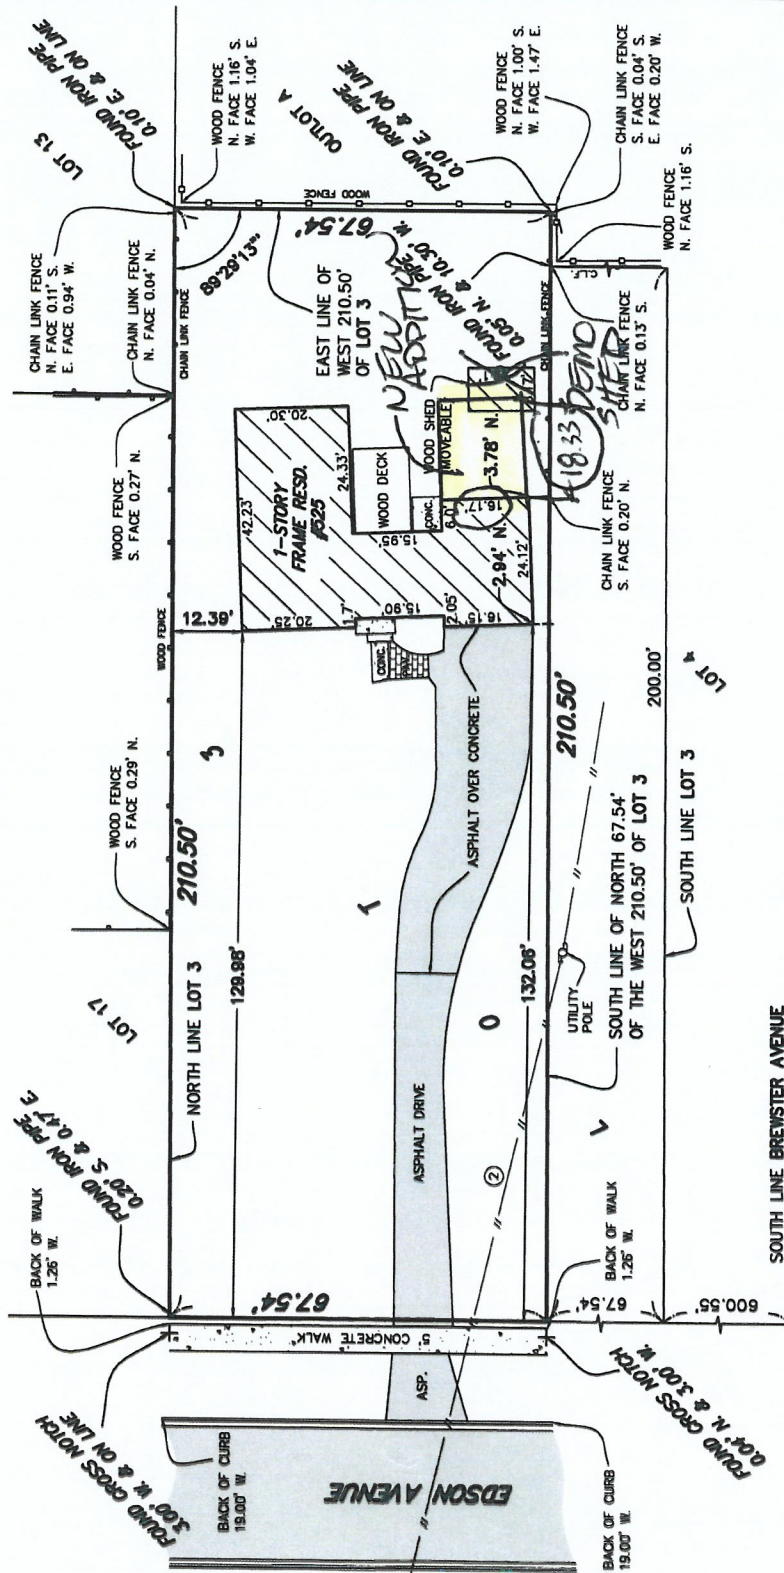 FOUND IRON PIPE
0.10' E. & ON LINE
LOT 13
WOOD FENCE
N. FACE 1.16' S.
W. FACE 1.04' E.
OUTLOT A
FOUND IRON PIPE
0.10' E. & ON LINE
WOOD FENCE
N. FACE 1.00' S.
W. FACE 1.47' E.
CHAIN LINK FENCE
S. FACE 0.04' S.
E. FACE 0.20' W.
WOOD FENCE
N. FACE 1.16' S.
WOOD FENCE
67.54'
CHAIN LINK FENCE
N. FACE 0.11' S.
E. FACE 0.94' W.
CHAIN LINK FENCE
N. FACE 0.04' N.
CHAIN LINK FENCE
89°29'13"
EAST LINE OF
WEST 210.50'
OF LOT 3
NEW
ADDITION
FOUND IRON PIPE
0.05' N. & 10.30' W.
CHAIN LINK FENCE
C.L.F.
CHAIN LINK FENCE
N. FACE 0.13' S.
DEMO
SHED
18.33
WOOD SHED
(MOVEABLE)
3.78' N.
WOOD FENCE
S. FACE 0.27' N.
42.23'
20.30'
24.33'
1-STORY
FRAME RESD.
#525
WOOD DECK
CONC.
15.95'
6.0'
16.17'
2.94' N.
24.12'
CHAIN LINK FENCE
S. FACE 0.20' N.
12.39'
20.25'
1.7'
15.90'
2.05'
16.15'
WOOD FENCE
CONC.
PAV.
WOOD FENCE
S. FACE 0.29' N.
210.50'
3
129.98'
T
ASPHALT OVER CONCRETE
132.06'
210.50'
200.00'
LOT 4
LOT 17
NORTH LINE LOT 3
ASPHALT DRIVE
O
UTILITY
POLE
SOUTH LINE OF NORTH 67.54'
OF THE WEST 210.50' OF LOT 3
SOUTH LINE LOT 3
2
L
FOUND IRON PIPE
0.20' S. & 0.47' E.
BACK OF WALK
1.26' W.
67.54'
5' CONCRETE WALK
BACK OF WALK
1.26' W.
67.54'
600.55'
SOUTH LINE BREWSTER AVENUE
FOUND CROSS NOTCH
3.00' W. & ON LINE
ASP.
FOUND CROSS NOTCH
0.04' N. & 3.00' W.
BACK OF CURB
19.00' W.
EDSON AVENUE
BACK OF CURB
19.00' W.